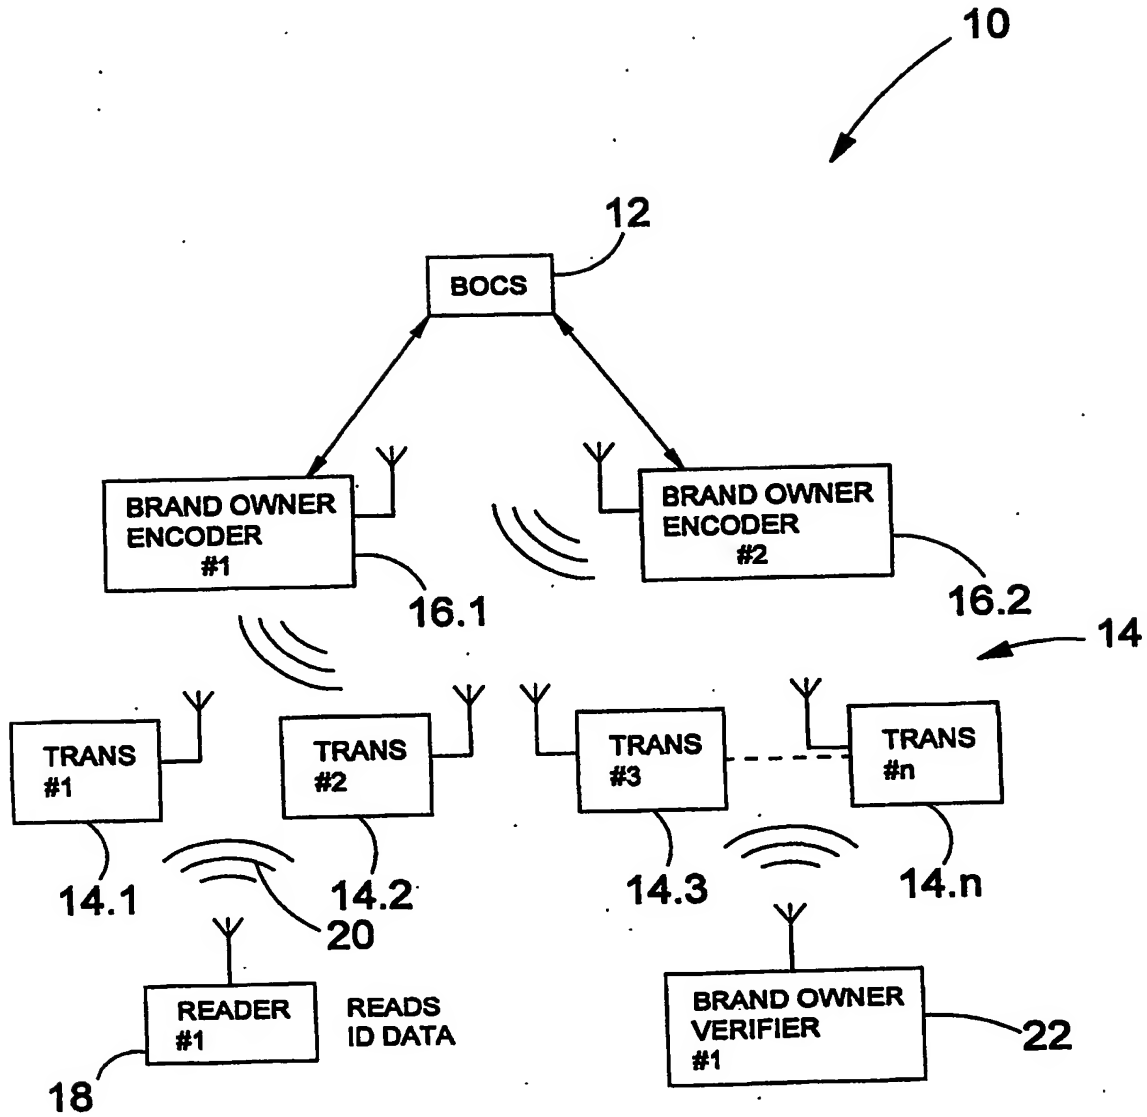 10
12
BOCS
BRAND OWNER
ENCODER
#1
BRAND OWNER
ENCODER
#2
16.1
16.2
14
TRANS
#1
TRANS
#2
TRANS
#3
TRANS
#n
14.1
14.2
14.3
14.n
20
READER
#1
READS
ID DATA
BRAND OWNER
VERIFIER
#1
18
22